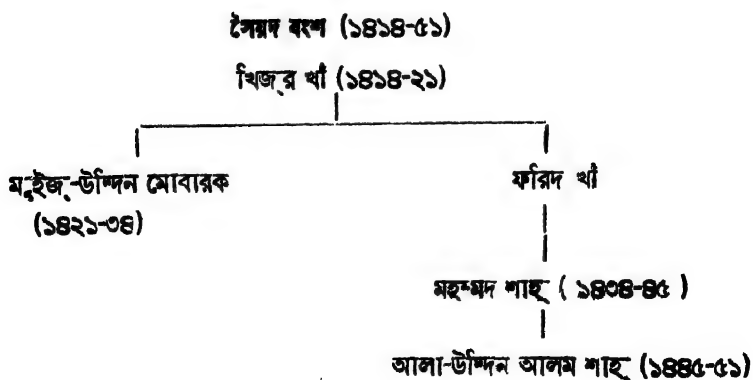 সৈয়দ বংশ (১৪১৪-৫১)
খিজ্‌র খাঁ (১৪১৪-২১)
মুইজ্‌-উদ্দিন মোবারক ফরিদ খাঁ
(১৪২১-৩৪)
মহম্মদ শাহ্‌ ( ১৪৩৪-৪৫ )
আলা-উদ্দিন আলম শাহ্‌ (১৪৪৫-৫১)